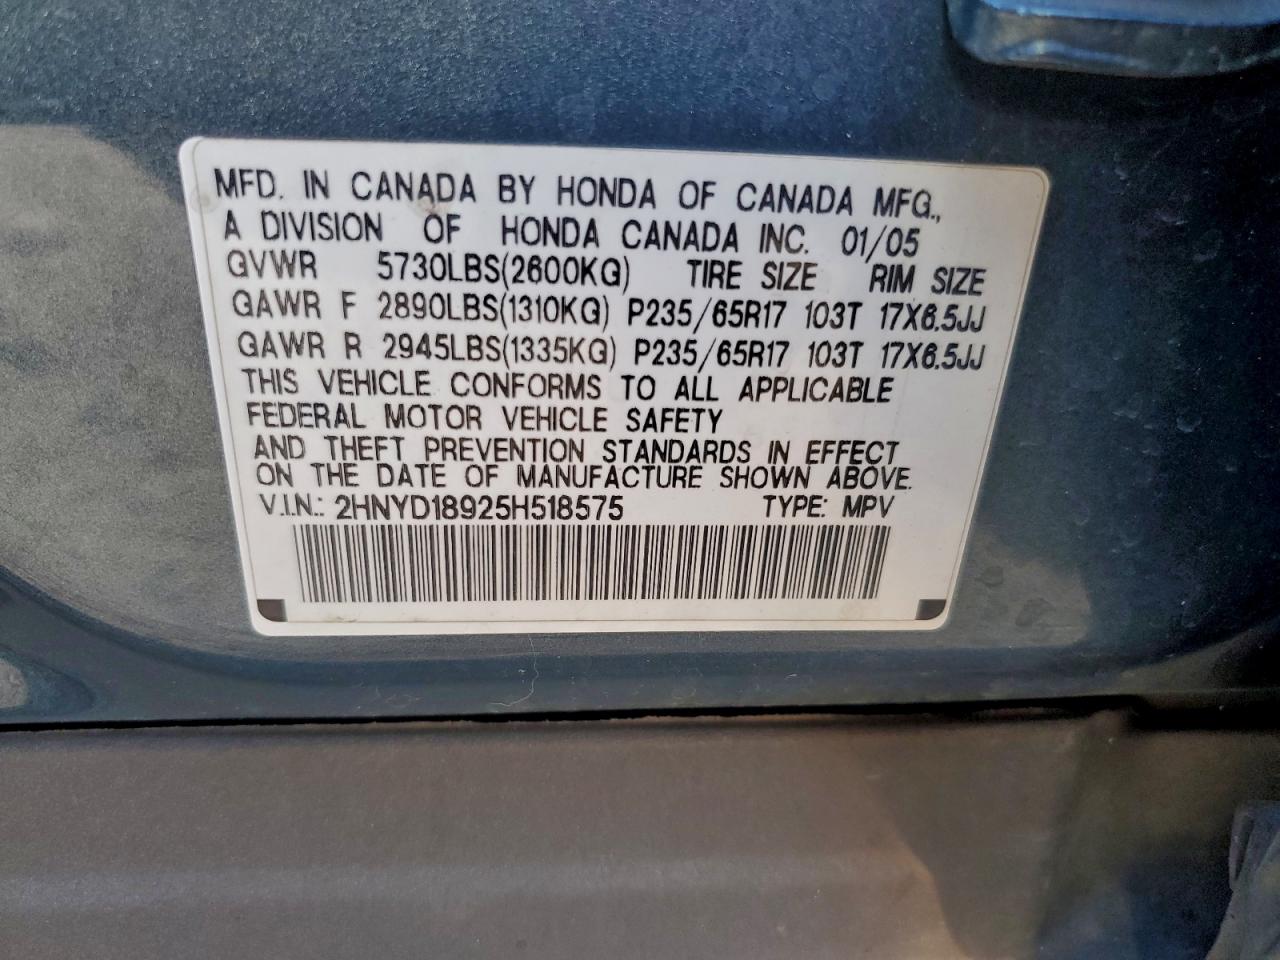 MFD. IN CANADA BY HONDA OF CANADA MFG.,
A DIVISION OF HONDA CANADA INC. 01/05
GVWR 5730LBS(2600KG) TIRE SIZE RIM SIZE
GAWR F 2890LBS(1310KG) P235/65R17 103T 17X6.5JJ
GAWR R 2945LBS(1335KG) P235/65R17 103T 17X6.5JJ
THIS VEHICLE CONFORMS TO ALL APPLICABLE
FEDERAL MOTOR VEHICLE SAFETY
AND THEFT PREVENTION STANDARDS IN EFFECT
ON THE DATE OF MANUFACTURE SHOWN ABOVE.
V.I.N.: 2HNYD18925H518575 TYPE: MPV